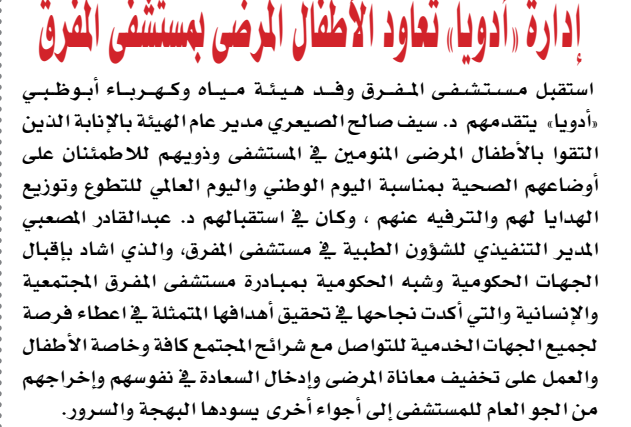 إدارة «أدويا» تعاود الأطفال المرضى بمستشفى المفرق
استقبل مستشفى المفرق وفد هيئة مياه وكهرباء أبوظبي
«أدويا» يتقدمهم د. سيف صالح الصيعري مدير عام الهيئة بالإنابة الذين
التقوا بالأطفال المرضى المنومين في المستشفى وذويهم للاطمئنان على
أوضاعهم الصحية بمناسبة اليوم الوطني واليوم العالمي للتطوع وتوزيع
الهدايا لهم والترفيه عنهم ، وكان في استقبالهم د. عبدالقادر المصعبي
المدير التنفيذي للشؤون الطبية في مستشفى المفرق، والذي اشاد بإقبال
الجهات الحكومية وشبه الحكومية بمبادرة مستشفى المفرق المجتمعية
والإنسانية والتي أكدت نجاحها في تحقيق أهدافها المتمثلة في اعطاء فرصة
لجميع الجهات الخدمية للتواصل مع شرائح المجتمع كافة وخاصة الأطفال
والعمل على تخفيف معاناة المرضى وإدخال السعادة في نفوسهم وإخراجهم
من الجو العام للمستشفى إلى أجواء أخرى يسودها البهجة والسرور.